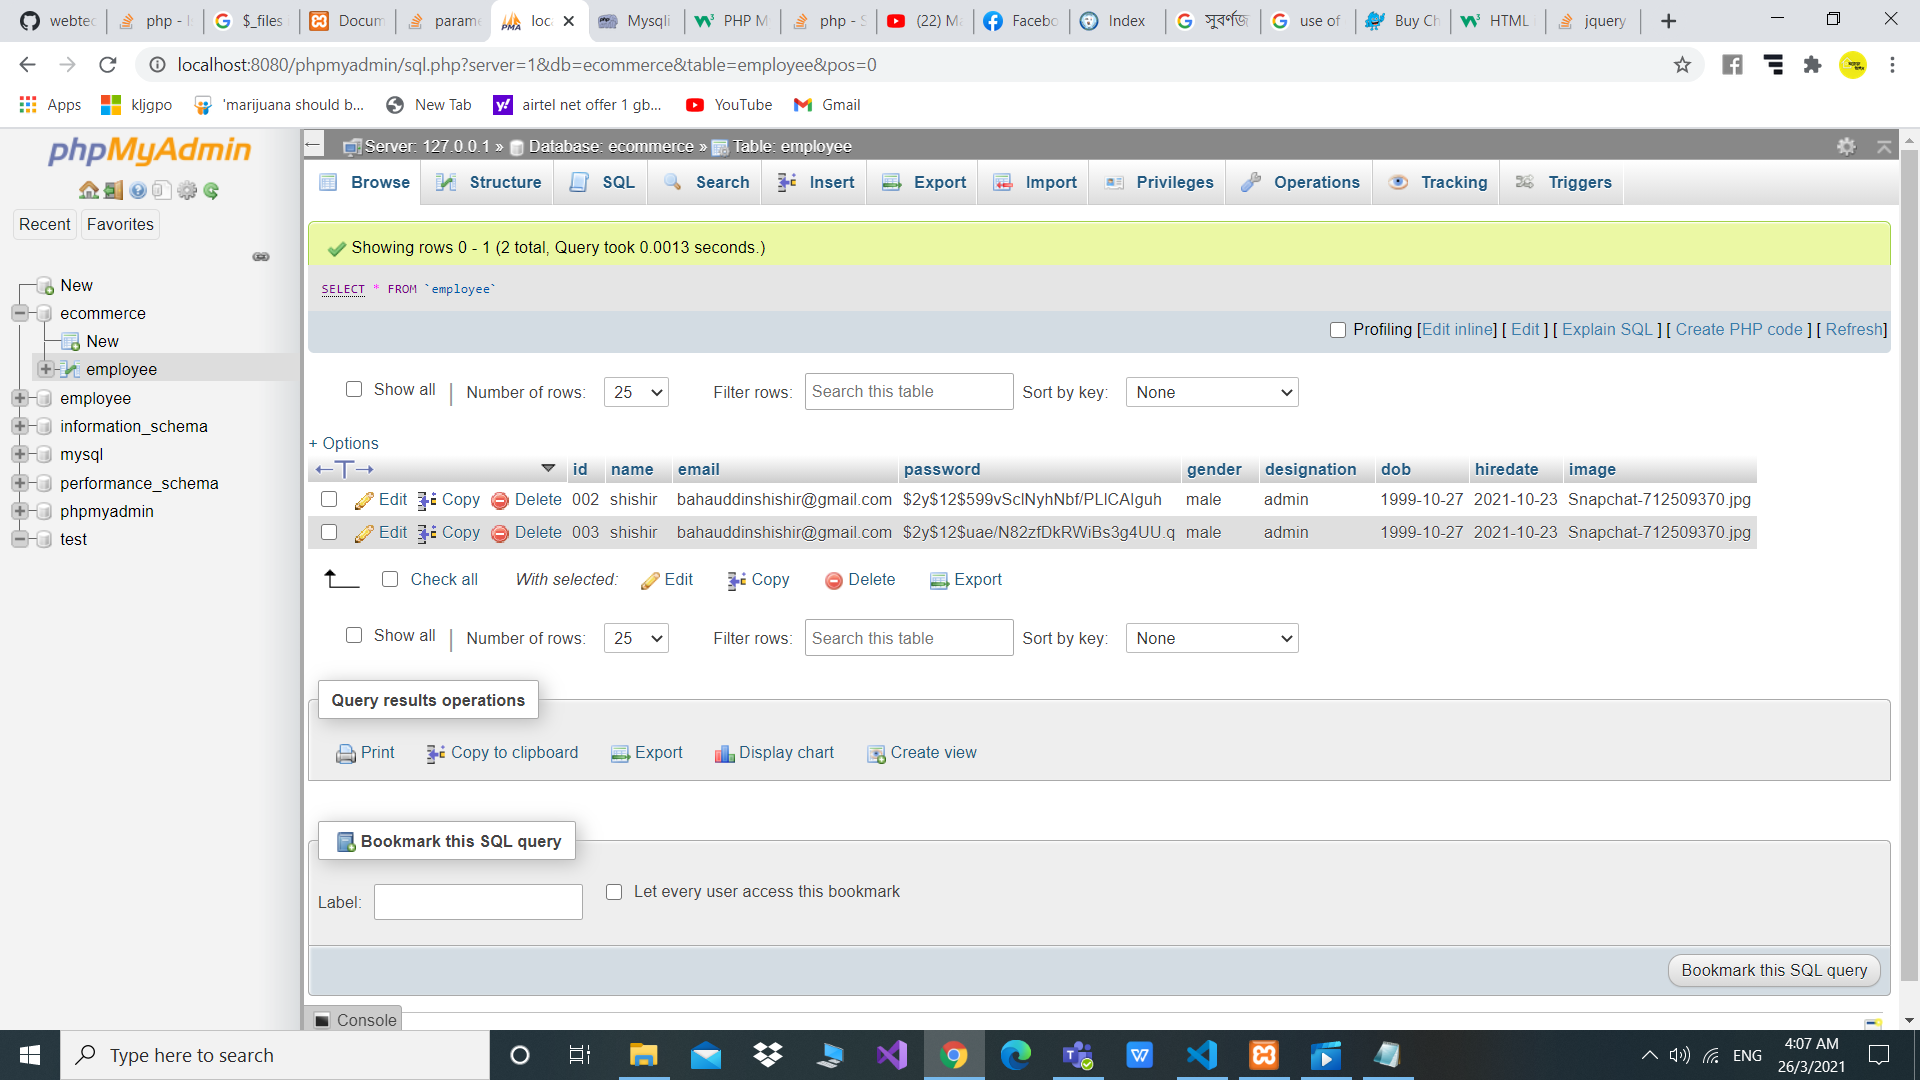 webtec php - I $_files Docum parame loc Mysqli PHP M php - S (22) Ma Facebo Index সুবর্ণজ use of Buy Ch HTML jquery
localhost:8080/phpmyadmin/sql.php?server=1&db=ecommerce&table=employee&pos=0
Apps kljgpo 'marijuana should b... New Tab airtel net offer 1 gb... YouTube Gmail
phpMyAdmin
Recent Favorites
New
ecommerce
New
employee
employee
information_schema
mysql
performance_schema
phpmyadmin
test
Server: 127.0.0.1 » Database: ecommerce » Table: employee
Browse Structure SQL Search Insert Export Import Privileges Operations Tracking Triggers
Showing rows 0 - 1 (2 total, Query took 0.0013 seconds.)
SELECT * FROM `employee`
Profiling [Edit inline] [ Edit ] [ Explain SQL ] [ Create PHP code ] [ Refresh]
Show all | Number of rows: 25 Filter rows: Search this table Sort by key: None
+ Options
id name email password gender designation dob hiredate image
Edit Copy Delete 002 shishir bahauddinshishir@gmail.com $2y$12$599vSclNyhNbf/PLlCAlguh male admin 1999-10-27 2021-10-23 Snapchat-712509370.jpg
Edit Copy Delete 003 shishir bahauddinshishir@gmail.com $2y$12$uae/N82zfDkRWiBs3g4UU.q male admin 1999-10-27 2021-10-23 Snapchat-712509370.jpg
Check all With selected: Edit Copy Delete Export
Show all | Number of rows: 25 Filter rows: Search this table Sort by key: None
Query results operations
Print Copy to clipboard Export Display chart Create view
Bookmark this SQL query
Label: Let every user access this bookmark
Bookmark this SQL query
Console
Type here to search
ENG 4:07 AM
26/3/2021